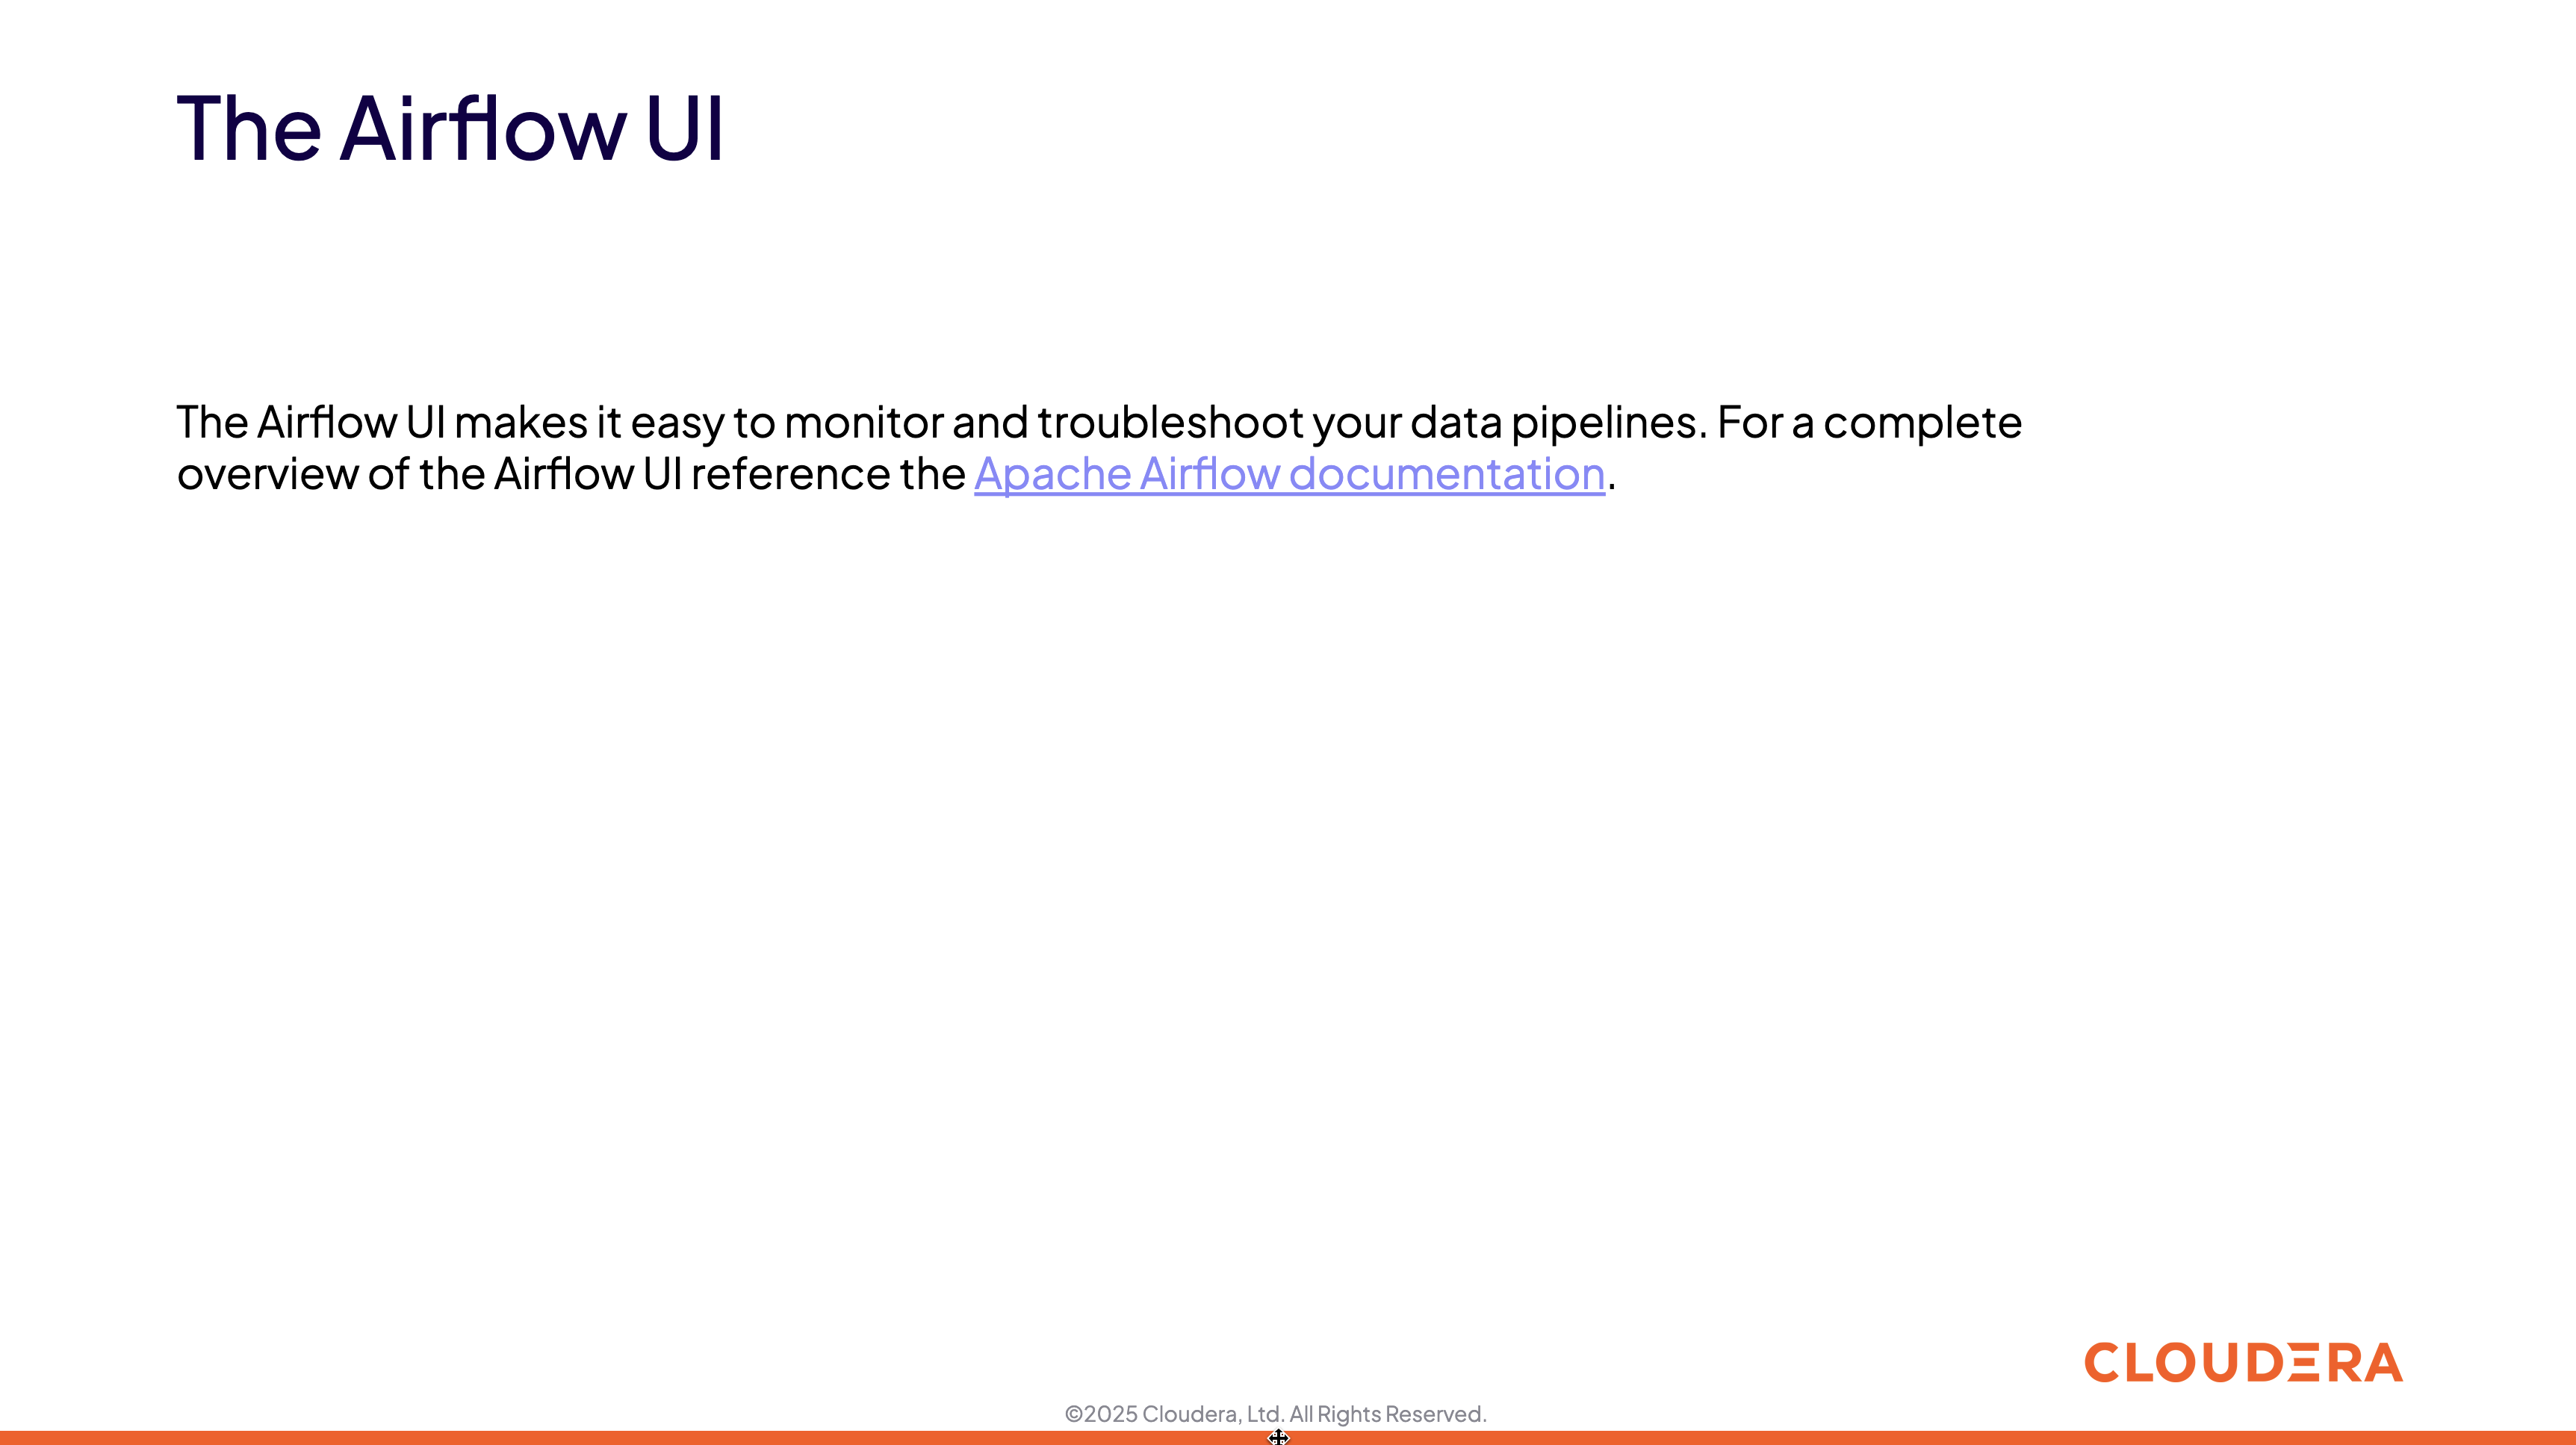 The Airflow UI
The Airflow UI makes it easy to monitor and troubleshoot your data pipelines. For a complete
overview of the Airflow UI reference the Apache Airflow documentation.
CLOUDERA
©2025 Cloudera, Ltd. All Rights Reserved.